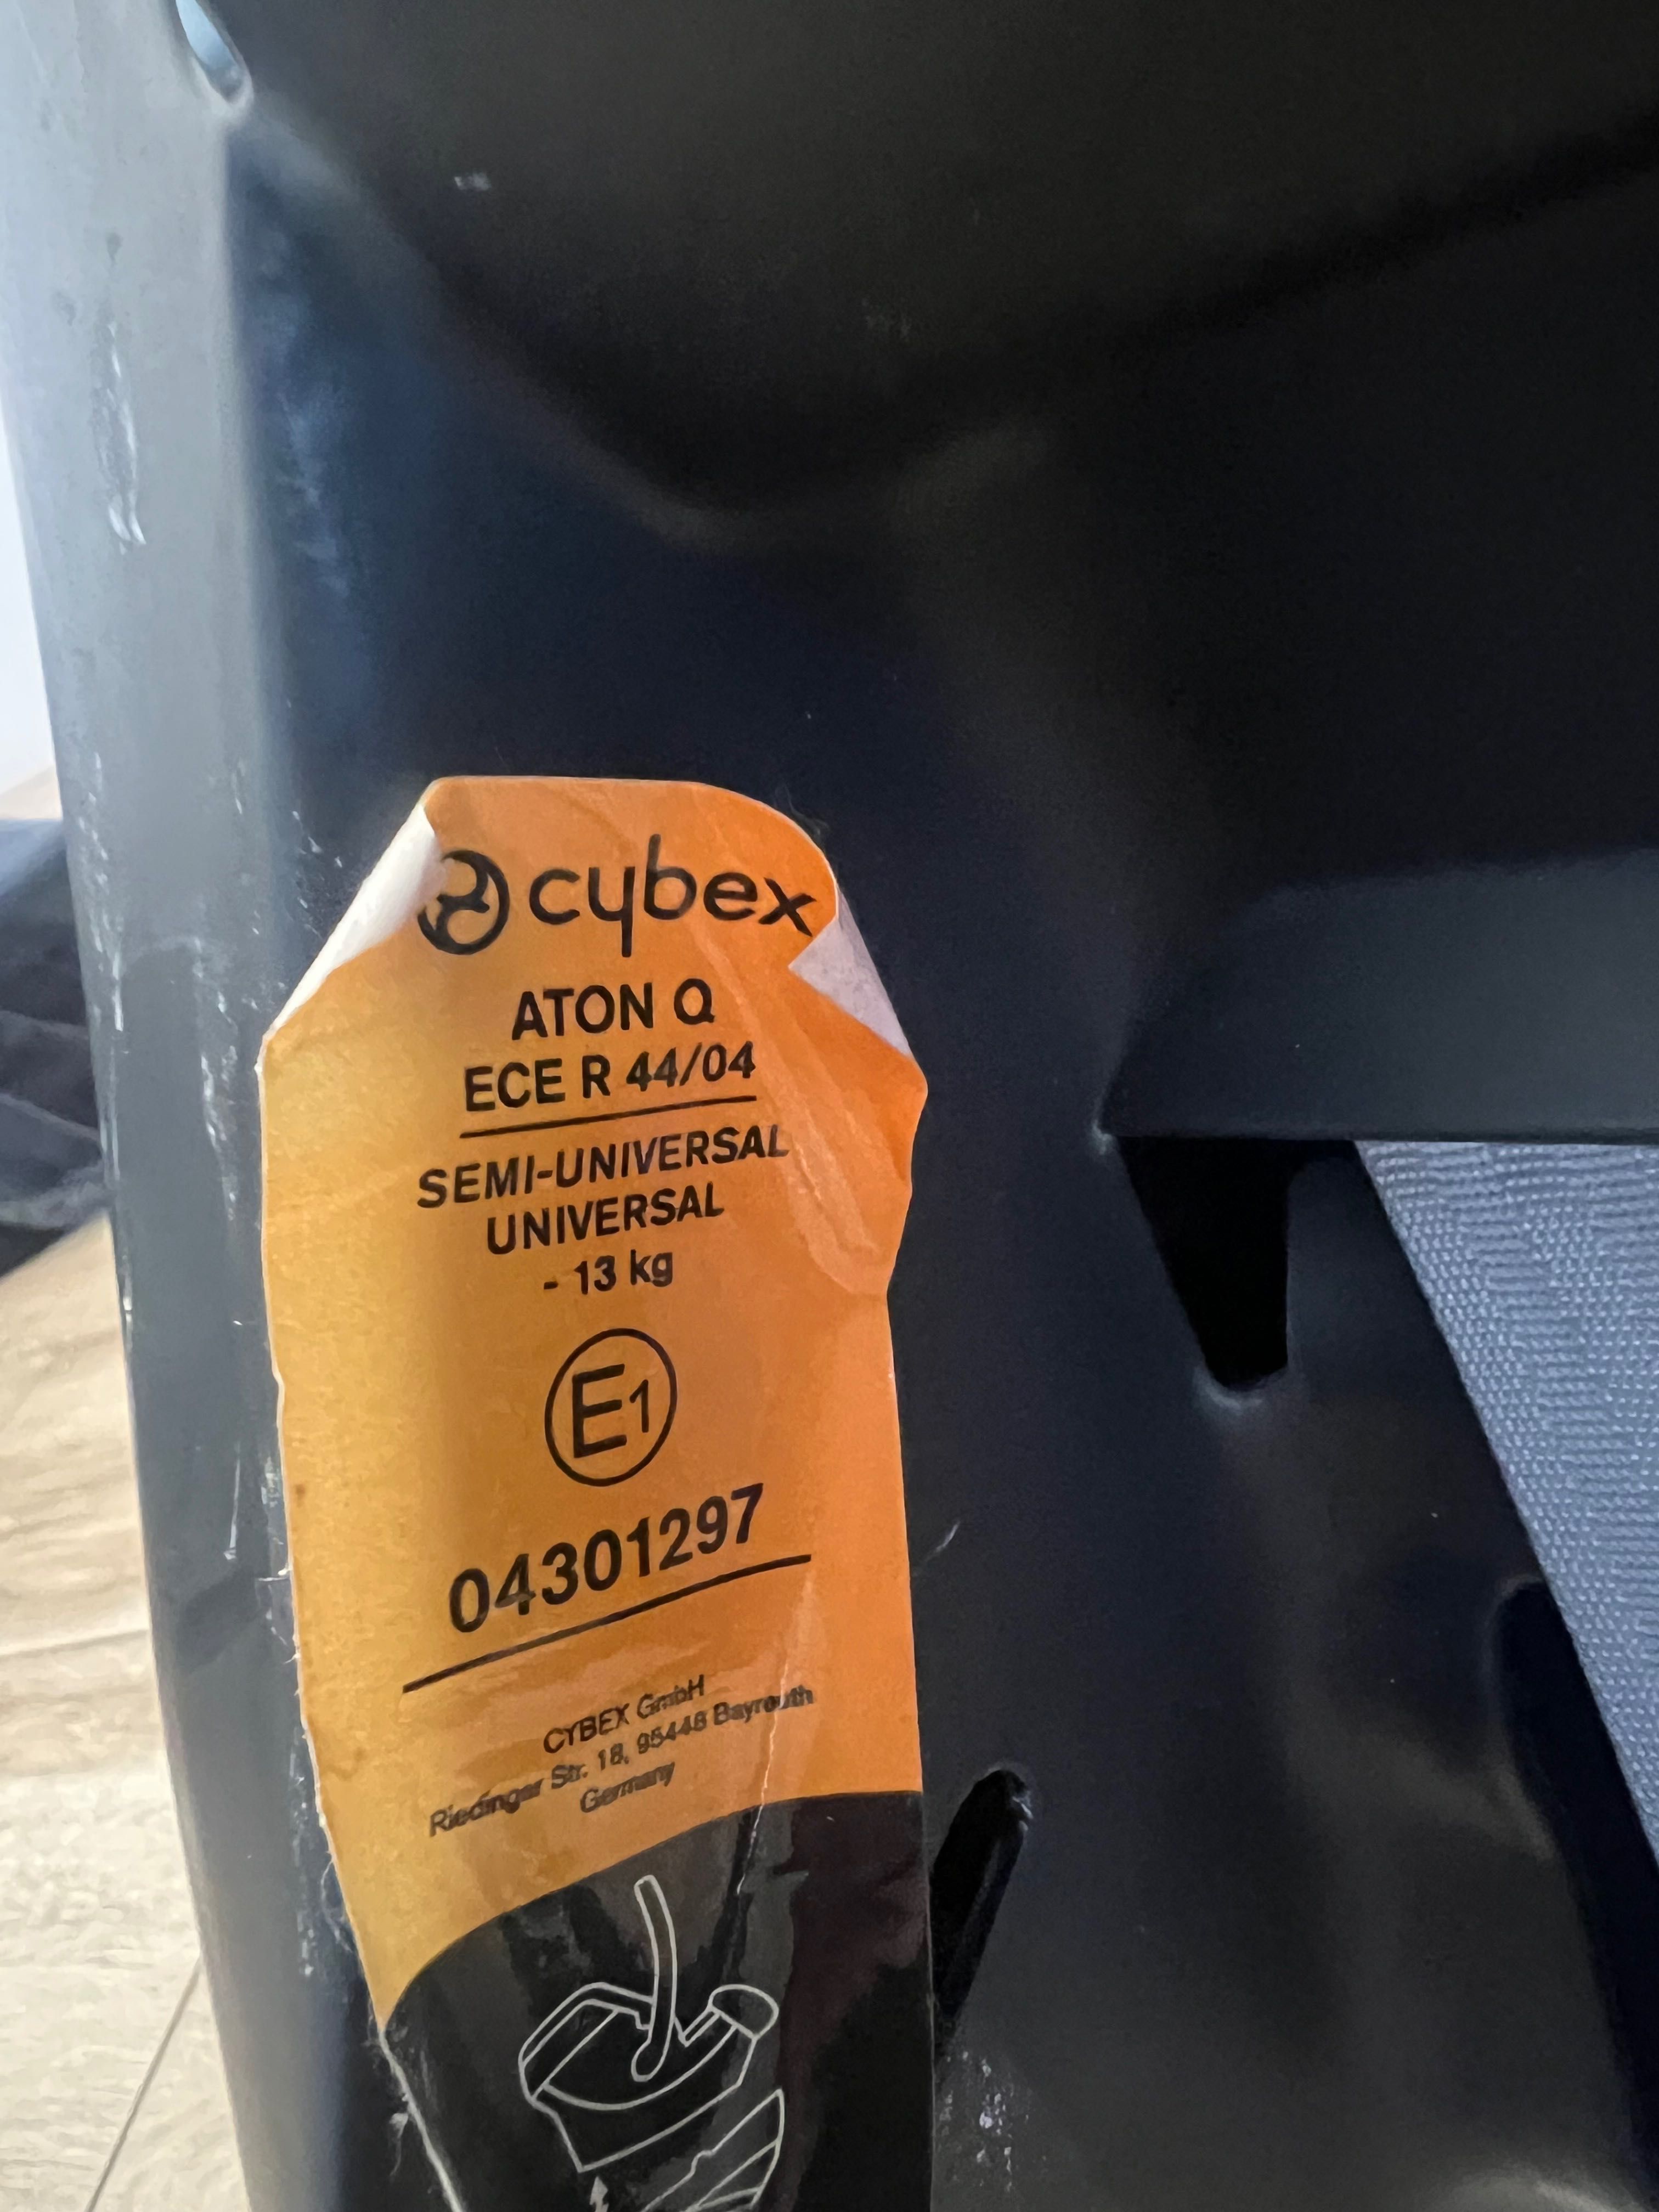 cybex
ATON Q
ECE R 44/04
SEMI-UNIVERSAL
UNIVERSAL
- 13 kg
E1
04301297
CYBEX GmbH
Riedinger Str. 18, 95448 Bayreuth
Germany